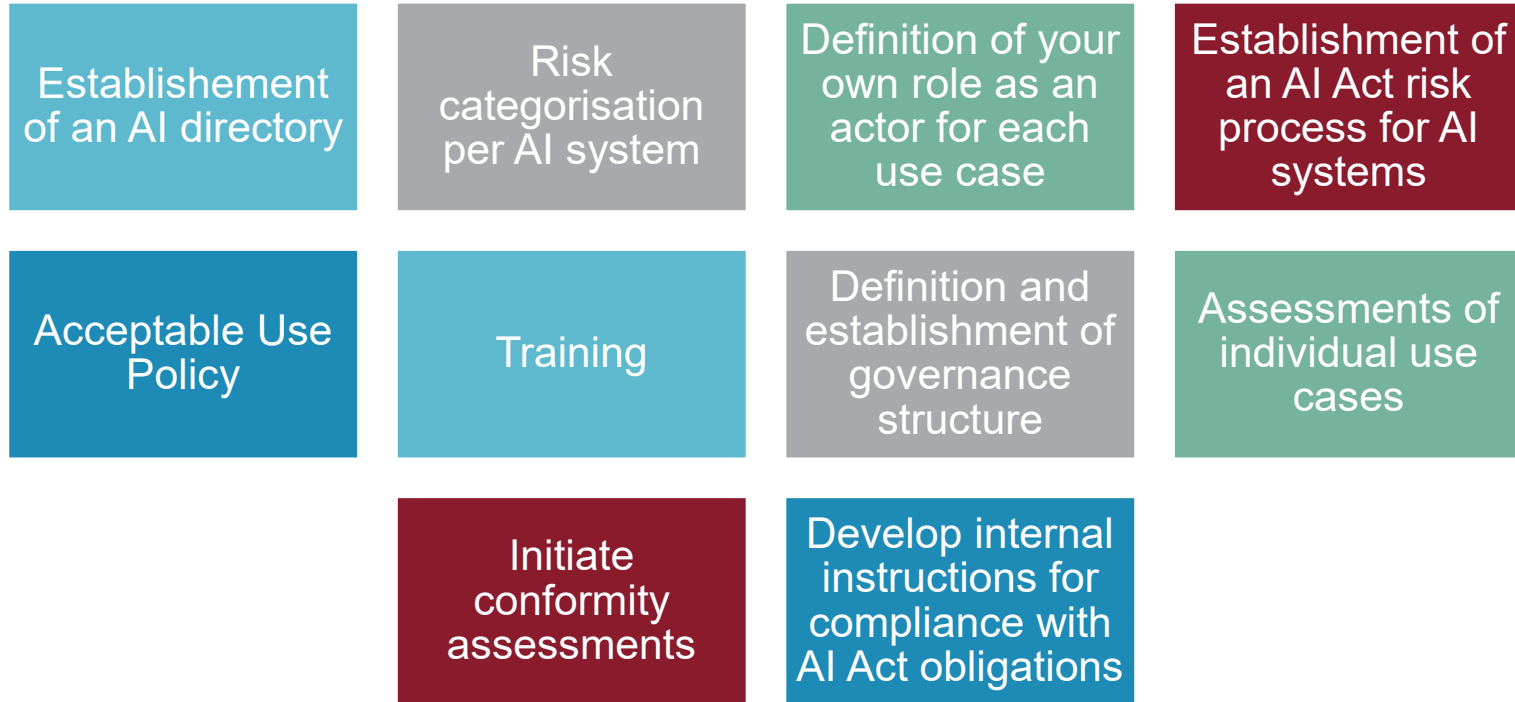 Establishement
of an AI directory
Risk
categorisation
per AI system
Definition of your
own role as an
actor for each
use case
Establishment of
an AI Act risk
process for AI
systems
Acceptable Use
Policy
Training
Definition and
establishment of
governance
structure
Assessments of
individual use
cases
Initiate
conformity
assessments
Develop internal
instructions for
compliance with
AI Act obligations